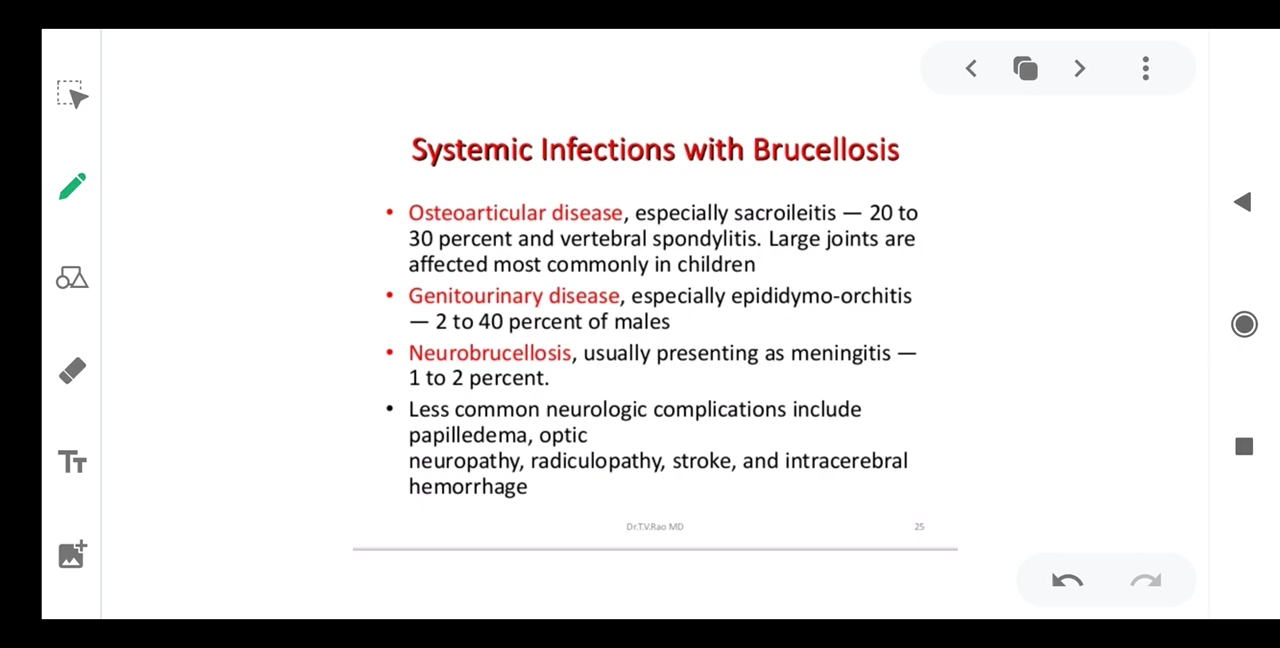 Systemic Infections with Brucellosis
• Osteoarticular disease, especially sacroileitis — 20 to
30 percent and vertebral spondylitis. Large joints are
affected most commonly in children
• Genitourinary disease, especially epididymo-orchitis
— 2 to 40 percent of males
• Neurobrucellosis, usually presenting as meningitis —
1 to 2 percent.
• Less common neurologic complications include
papilledema, optic
neuropathy, radiculopathy, stroke, and intracerebral
hemorrhage
Dr.T.V.Rao MD
25
TT